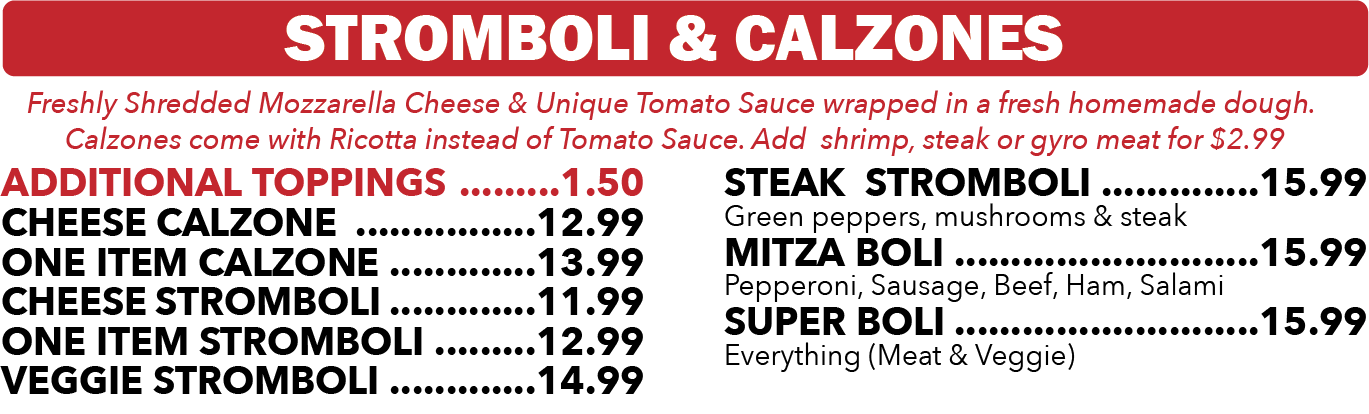 STROMBOLI & CALZONES
Freshly Shredded Mozzarella Cheese & Unique Tomato Sauce wrapped in a fresh homemade dough.
Calzones come with Ricotta instead of Tomato Sauce. Add  shrimp, steak or gyro meat for $2.99
ADDITIONAL TOPPINGS .........1.50
CHEESE CALZONE ................12.99
ONE ITEM CALZONE .............13.99
CHEESE STROMBOLI .............11.99
ONE ITEM STROMBOLI .........12.99
VEGGIE STROMBOLI .............14.99
STEAK  STROMBOLI ..............15.99
Green peppers, mushrooms & steak
MITZA BOLI ...........................15.99
Pepperoni, Sausage, Beef, Ham, Salami
SUPER BOLI ...........................15.99
Everything (Meat & Veggie)